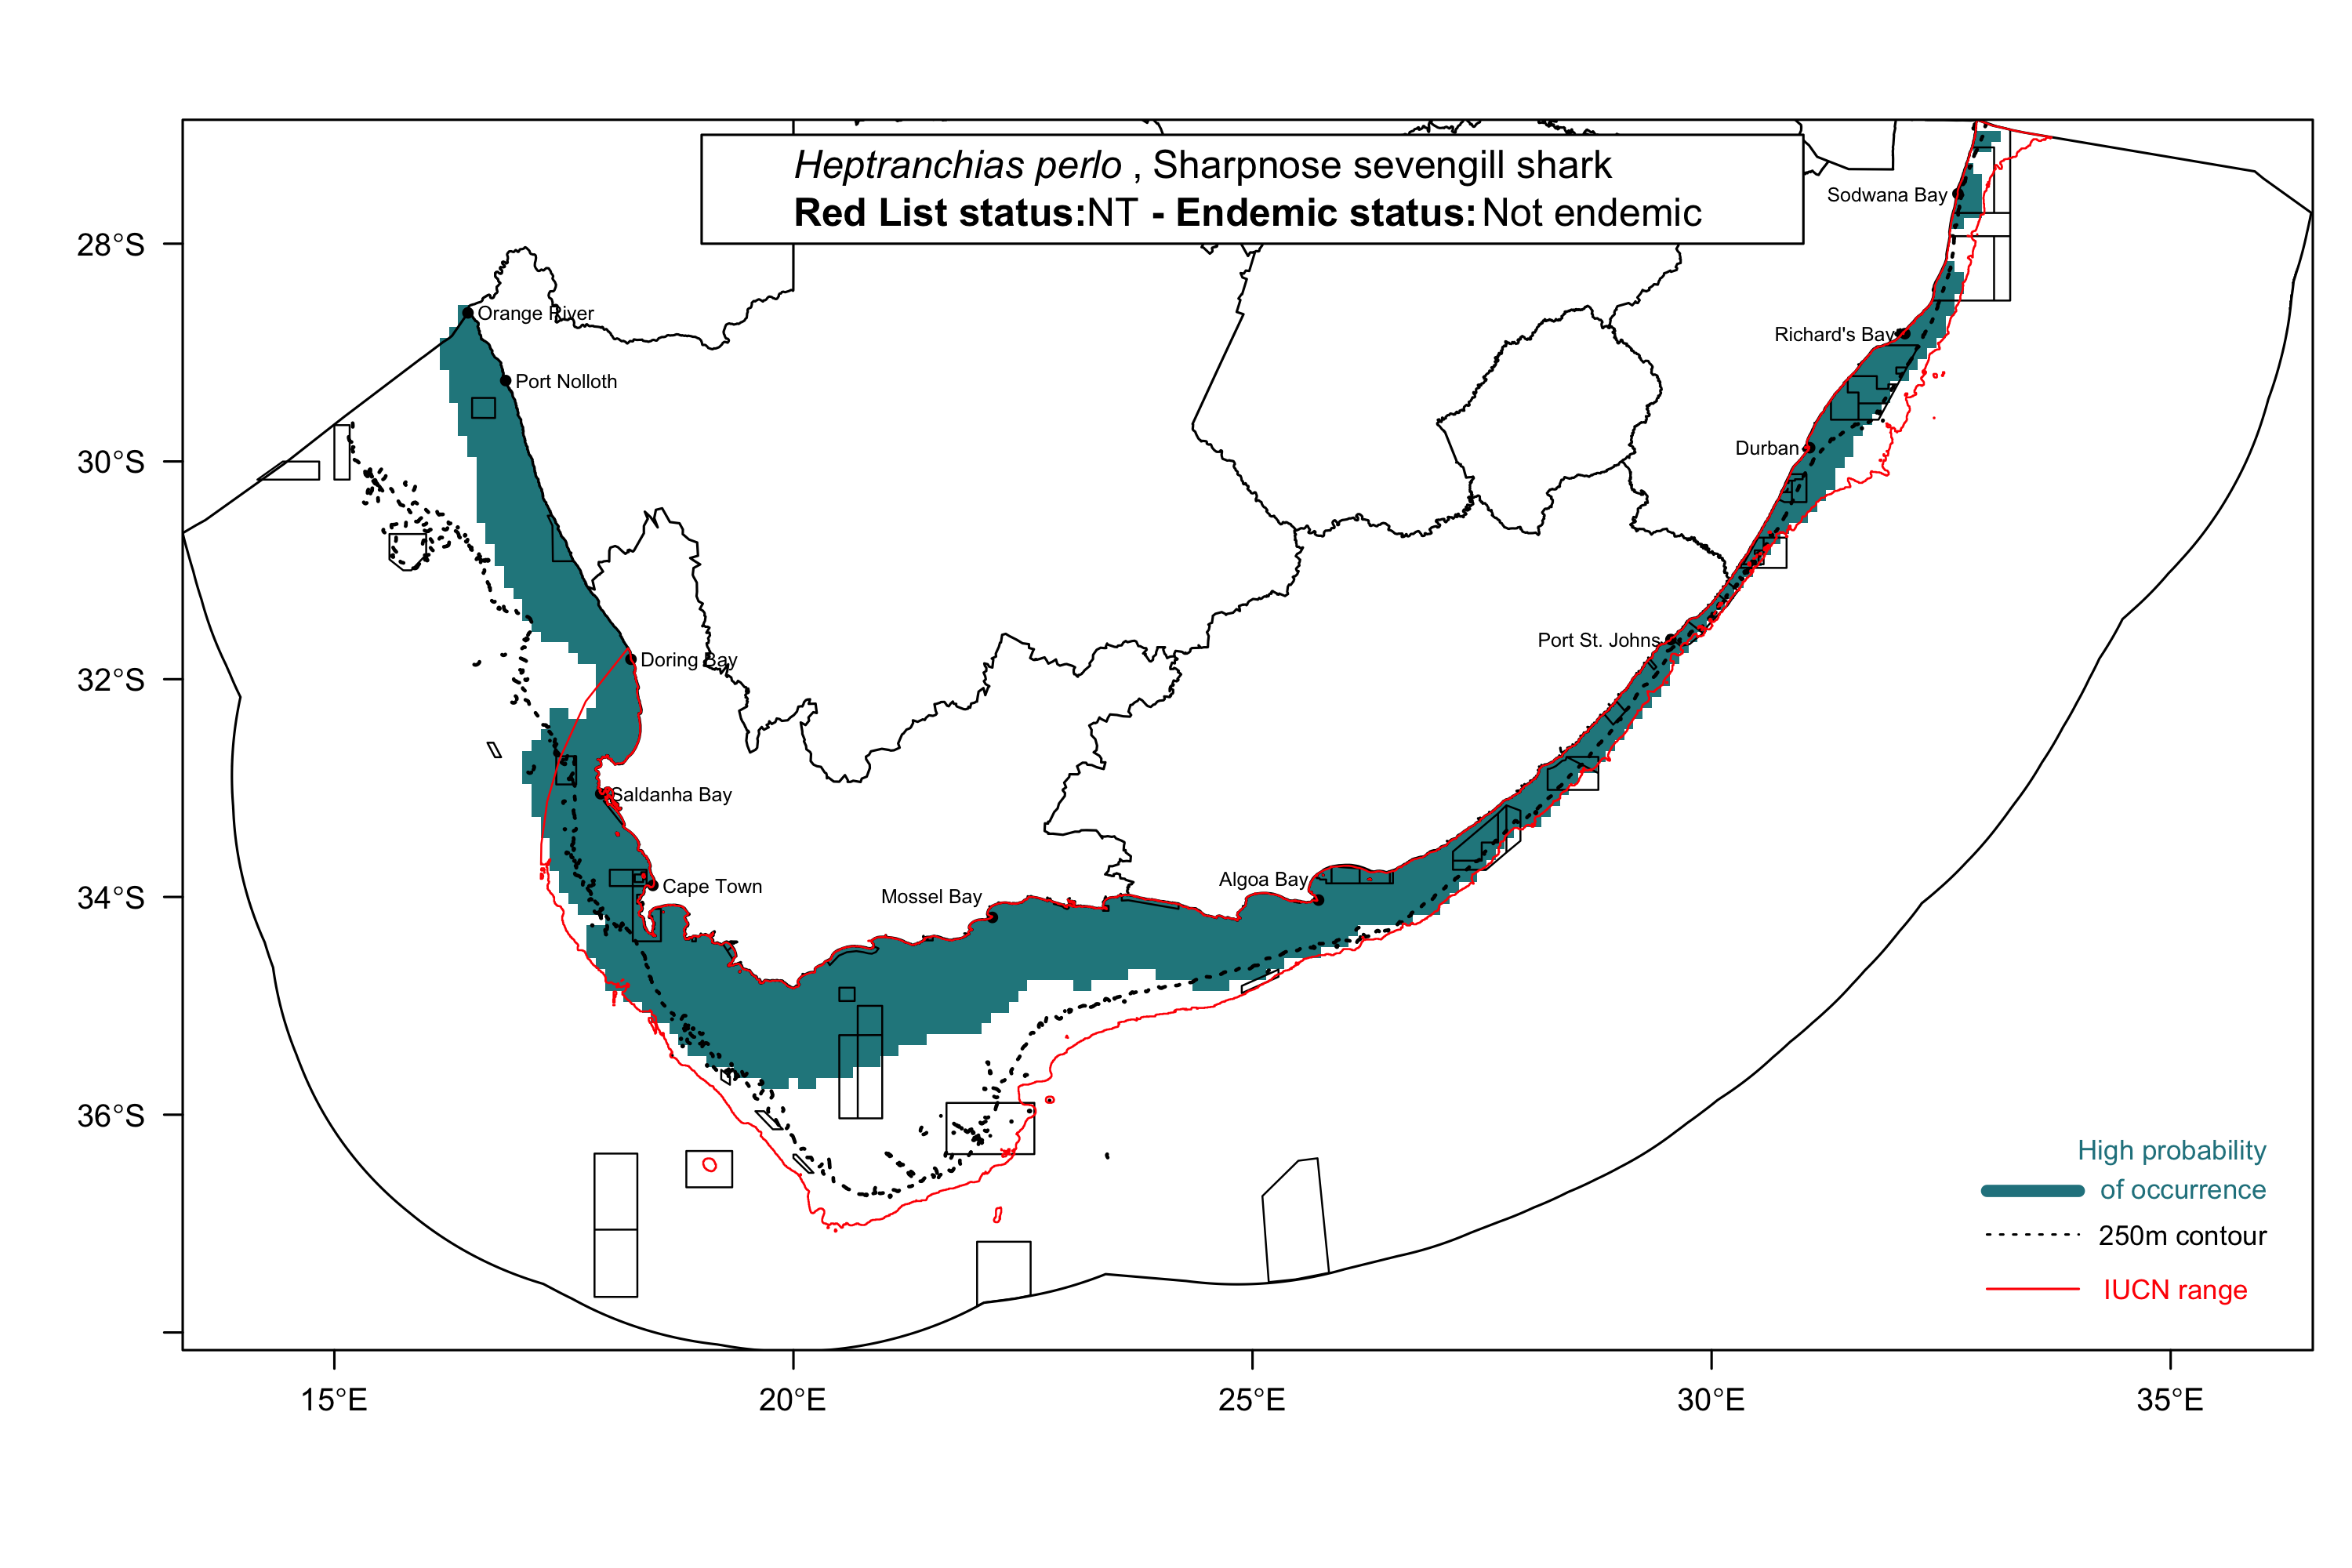 Heptranchias perlo , Sharpnose sevengill shark
Red List status:NT - Endemic status: Not endemic
Sodwana Bay
28°S
Orange River
Richard's Bay
Port Nolloth
Durban
30°S
Port St. Johns
Doring Bay
32°S
Saldanha Bay
Algoa Bay
Cape Town
Mossel Bay
34°S
36°S
High probability
of occurrence
250m contour
IUCN range
15°E
20°E
25°E
30°E
35°E